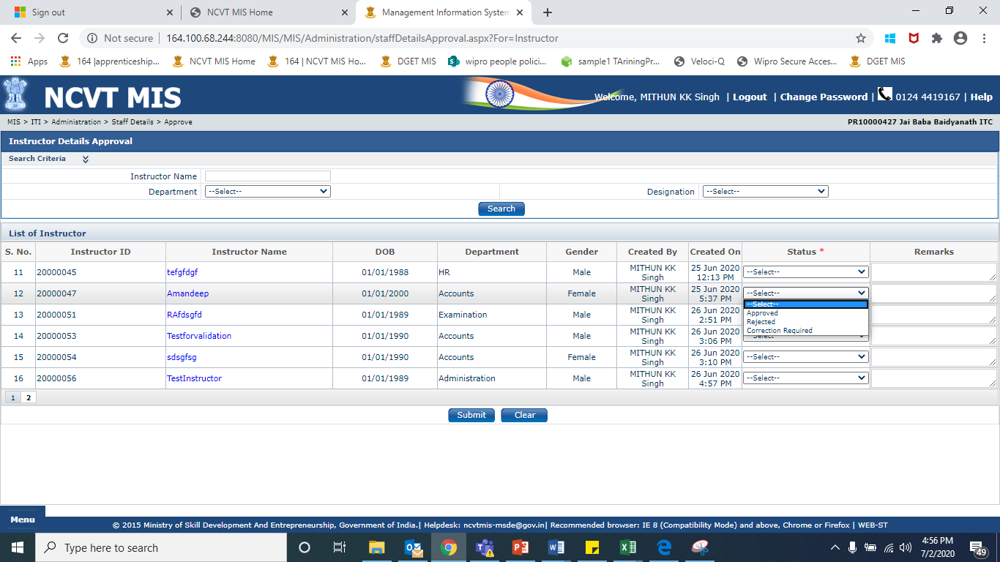 Sign out
NCVT MIS Home
Management Information System
Not secure | 164.100.68.244:8080/MIS/MIS/Administration/staffDetailsApproval.aspx?For=Instructor
Apps 164 |apprenticeship... NCVT MIS Home 164 | NCVT MIS Ho... DGET MIS wipro people polici... sample1 TAriningPr... Veloci-Q Wipro Secure Acces... DGET MIS
NCVT MIS
Welcome, MITHUN KK Singh | Logout | Change Password | 0124 4419167 | Help
MIS > ITI > Administration > Staff Details > Approve
PR10000427 Jai Baba Baidyanath ITC
Instructor Details Approval
Search Criteria
Instructor Name
Department --Select-- Designation --Select--
Search
List of Instructor
S. No. Instructor ID Instructor Name DOB Department Gender Created By Created On Status * Remarks
11 20000045 tefgfdgf 01/01/1988 HR Male MITHUN KK Singh 25 Jun 2020 12:13 PM --Select--
12 20000047 Amandeep 01/01/2000 Accounts Female MITHUN KK Singh 25 Jun 2020 5:37 PM --Select--
--Select--
Approved
Rejected
Correction Required
13 20000051 RAfdsgfd 01/01/1989 Examination Male MITHUN KK Singh 26 Jun 2020 2:51 PM
14 20000053 Testforvalidation 01/01/1990 Accounts Male MITHUN KK Singh 26 Jun 2020 3:06 PM --Select--
15 20000054 sdsgfsg 01/01/1990 Accounts Female MITHUN KK Singh 26 Jun 2020 3:10 PM --Select--
16 20000056 TestInstructor 01/01/1989 Administration Male MITHUN KK Singh 26 Jun 2020 4:57 PM --Select--
1 2
Submit Clear
Menu
© 2015 Ministry of Skill Development And Entrepreneurship, Government of India.| Helpdesk: ncvtmis-msde@gov.in| Recommended browser: IE 8 (Compatibility Mode) and above, Chrome or Firefox | WEB-ST
Type here to search
4:56 PM
7/2/2020
49